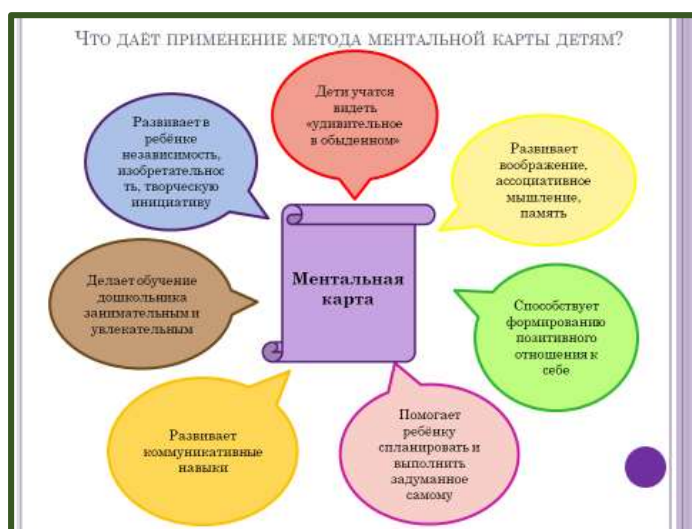 Что даёт применение метода ментальной карты детям?
Дети учатся
видеть
«удивительное
в обыденном»
Развивает
воображение,
ассоциативное
мышление,
память
Способствует
формированию
позитивного
отношения к
себе
Помогает
ребёнку
спланировать и
выполнить
задуманное
самому
Развивает
коммуникативные
навыки
Делает обучение
дошкольника
занимательным и
увлекательным
Развивает в
ребёнке
независимость,
изобретательнос
ть, творческую
инициативу
Ментальная
карта